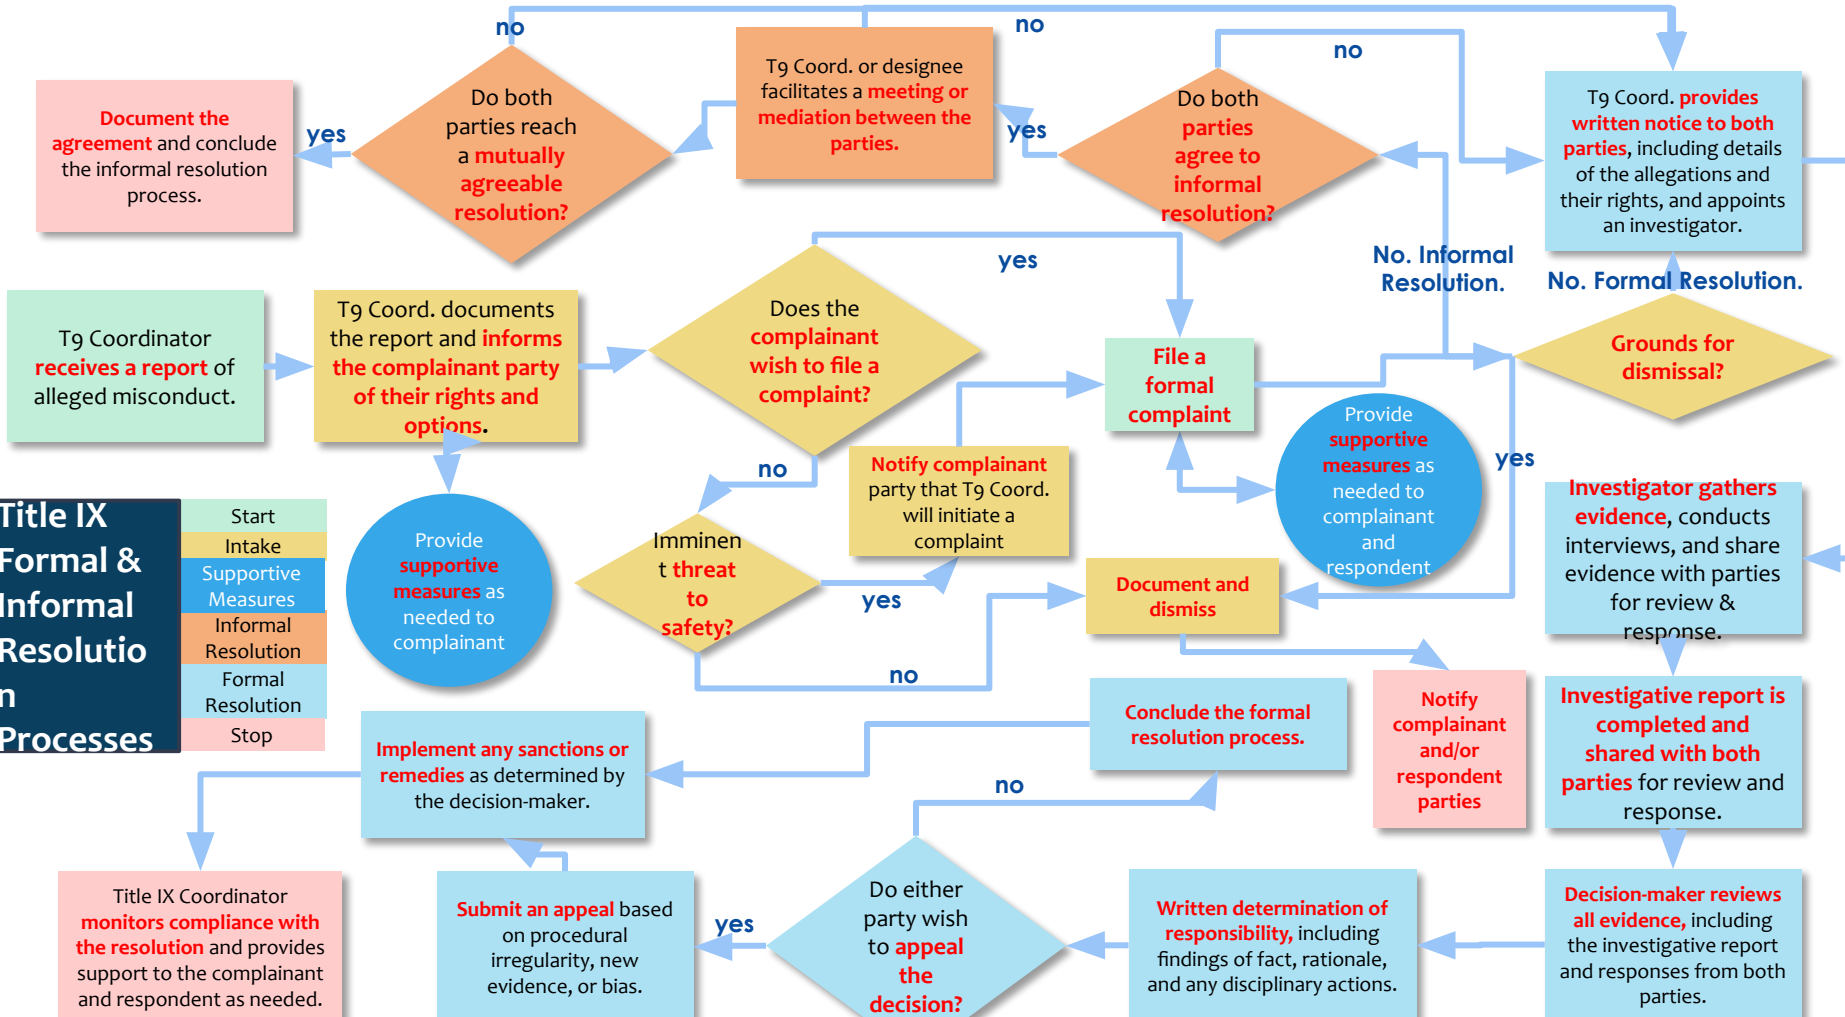 no
no
no
Document the
agreement and conclude
the informal resolution
process.
yes
Do both
parties reach
a mutually
agreeable
resolution?
T9 Coord. or designee
facilitates a meeting or
mediation between the
parties.
yes
Do both
parties
agree to
informal
resolution?
T9 Coord. provides
written notice to both
parties, including details
of the allegations and
their rights, and appoints
an investigator.
No. Informal
Resolution.
No. Formal Resolution.
T9 Coordinator
receives a report of
alleged misconduct.
T9 Coord. documents
the report and informs
the complainant party
of their rights and
options.
Does the
complainant
wish to file a
complaint?
yes
File a
formal
complaint
Grounds for
dismissal?
no
Notify complainant
party that T9 Coord.
will initiate a
complaint
Provide
supportive
measures as
needed to
complainant
and
respondent
yes
Title IX
Formal &
Informal
Resolutio
n
Processes
Start
Intake
Supportive
Measures
Informal
Resolution
Formal
Resolution
Stop
Provide
supportive
measures as
needed to
complainant
Imminen
t threat
to
safety?
yes
no
Document and
dismiss
Investigator gathers
evidence, conducts
interviews, and share
evidence with parties
for review &
response.
Notify
complainant
and/or
respondent
parties
Investigative report is
completed and
shared with both
parties for review and
response.
Conclude the formal
resolution process.
Implement any sanctions or
remedies as determined by
the decision-maker.
no
Title IX Coordinator
monitors compliance with
the resolution and provides
support to the complainant
and respondent as needed.
Submit an appeal based
on procedural
irregularity, new
evidence, or bias.
yes
Do either
party wish
to appeal
the
decision?
Written determination of
responsibility, including
findings of fact, rationale,
and any disciplinary actions.
Decision-maker reviews
all evidence, including
the investigative report
and responses from both
parties.